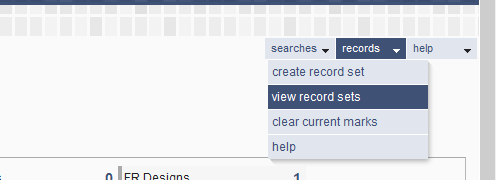 searches records help
create record set
view record sets
clear current marks
help
0 ER Designs 1